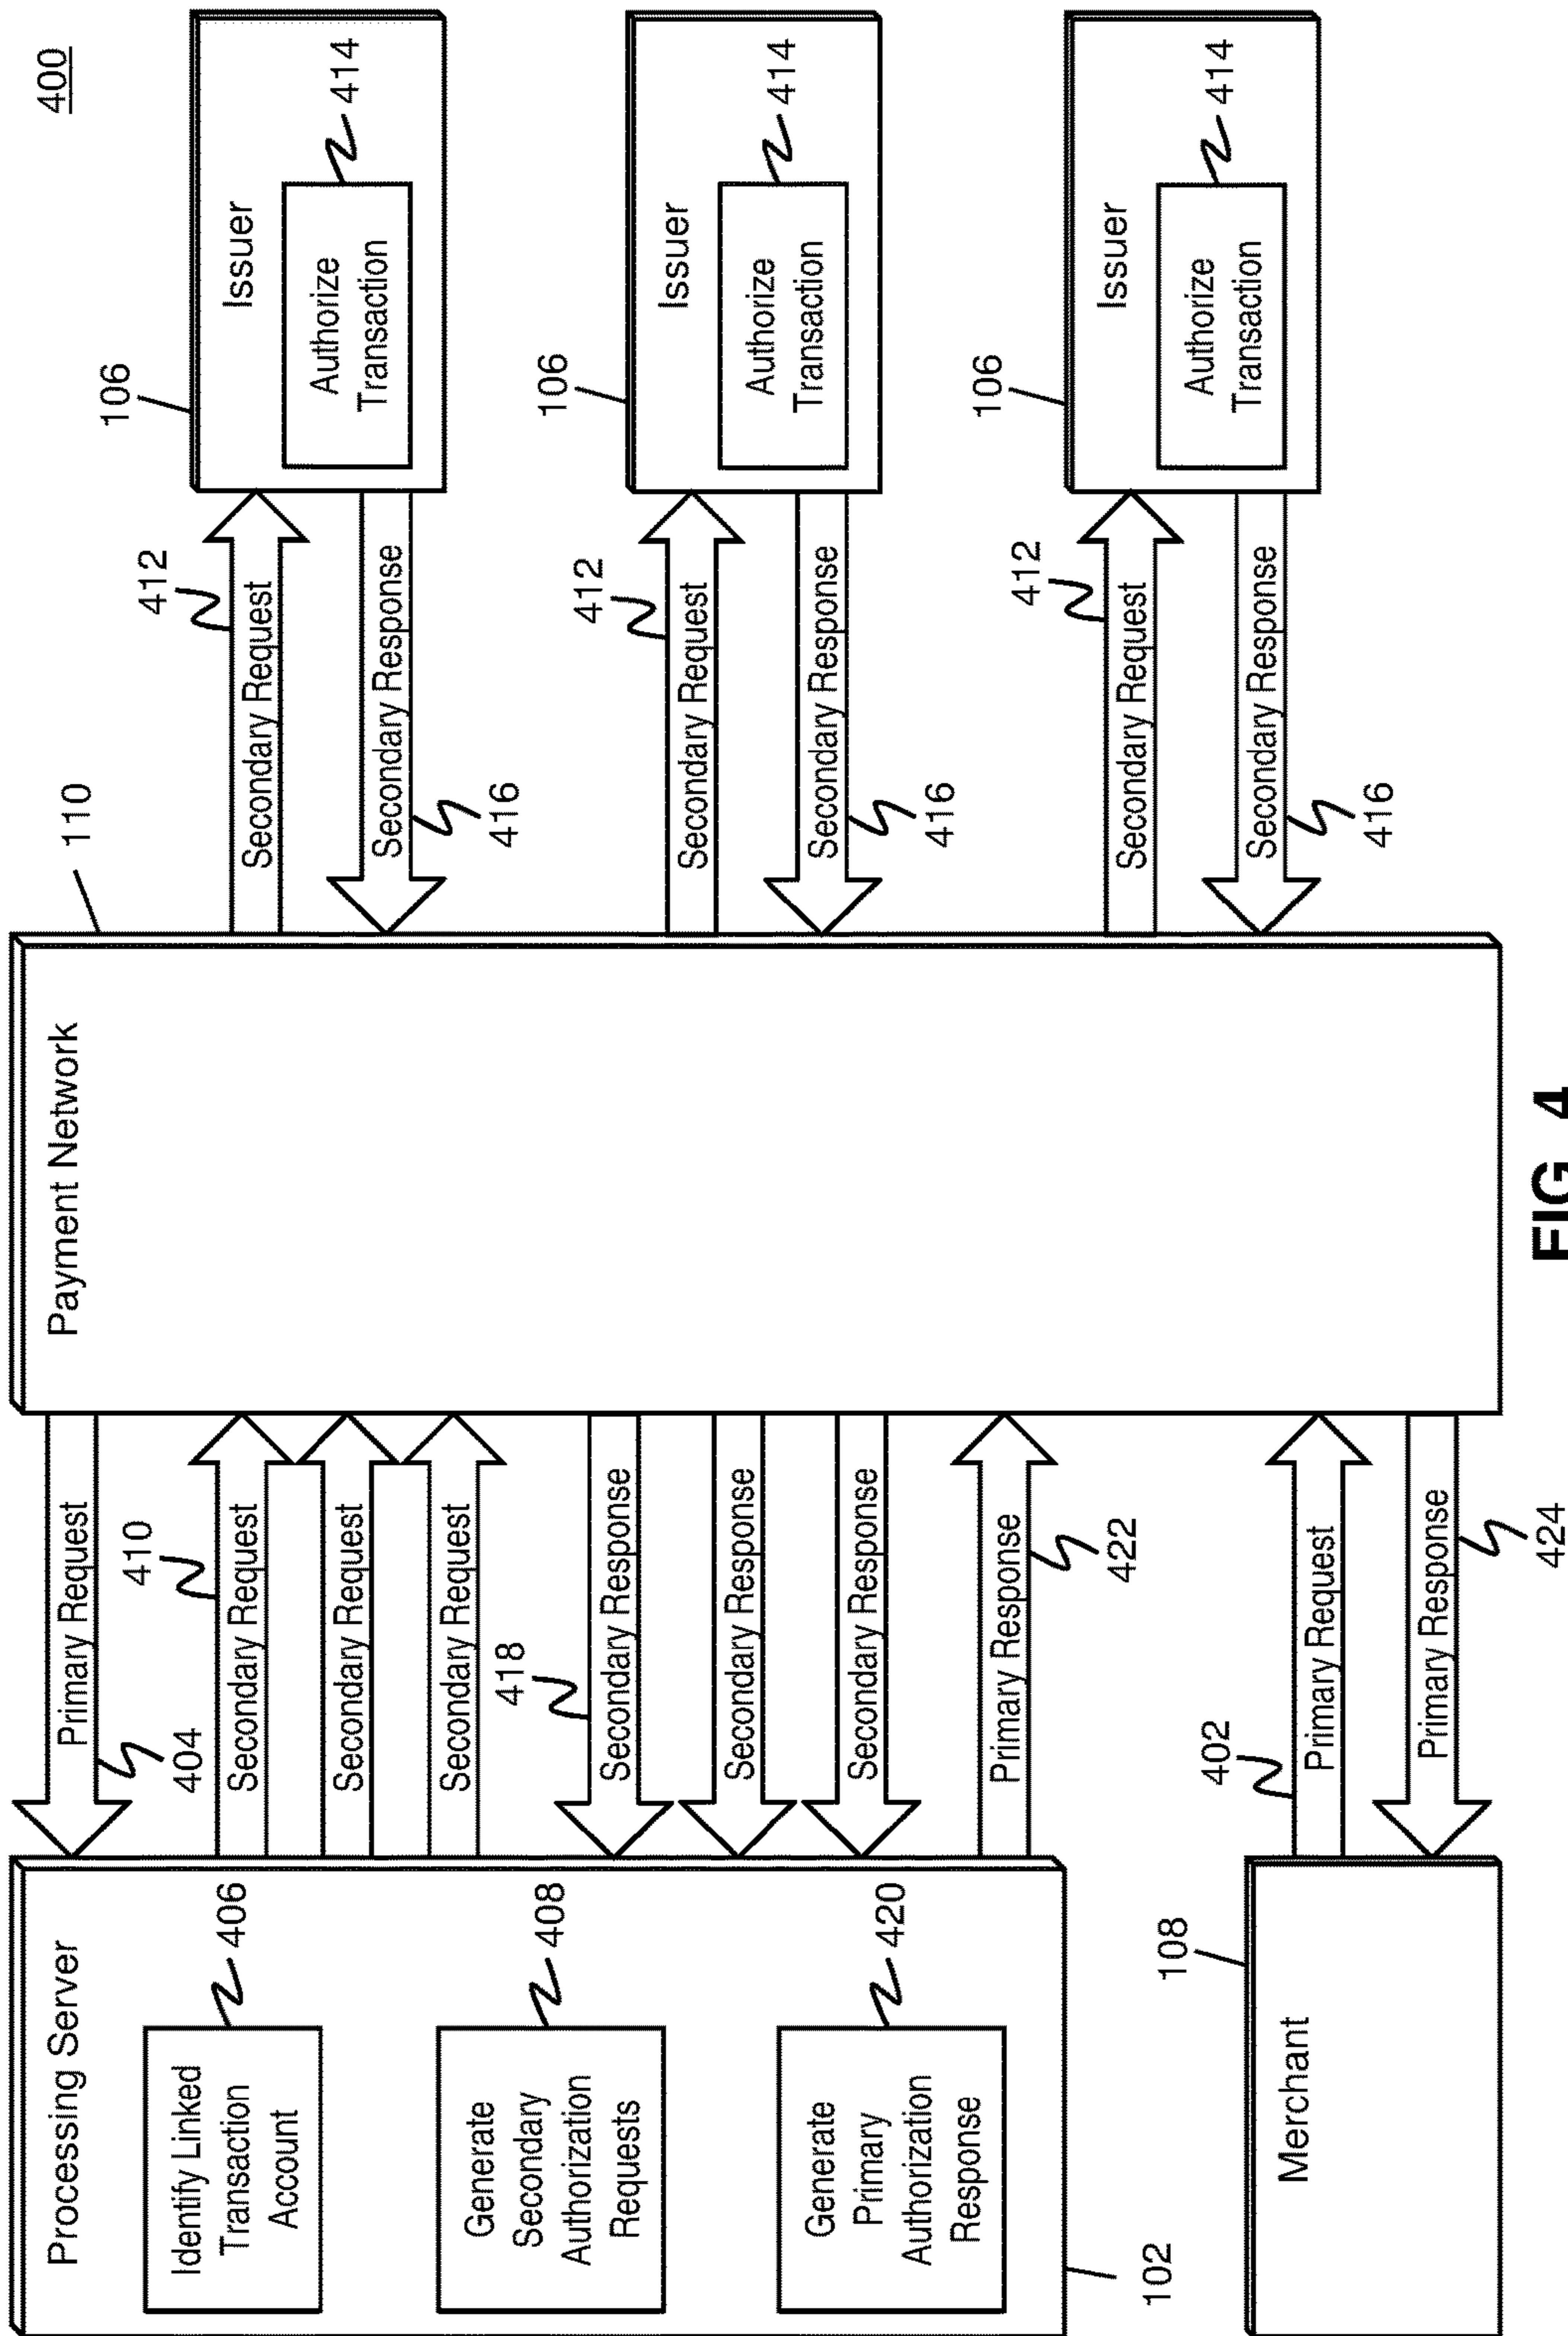 400
Processing Server
Identify Linked
Transaction
Account
406
Generate
Secondary
Authorization
Requests
408
Generate
Primary
Authorization
Response
420
102
Merchant
108
Primary Request
404
410
Secondary Request
Secondary Request
Secondary Request
418
Secondary Response
Secondary Response
Secondary Response
Primary Response
422
402
Primary Request
Primary Response
424
Payment Network
110
412
Secondary Request
Secondary Response
416
106
Issuer
Authorize
Transaction
414
412
Secondary Request
Secondary Response
416
106
Issuer
Authorize
Transaction
414
412
Secondary Request
Secondary Response
416
106
Issuer
Authorize
Transaction
414
FIG. 4